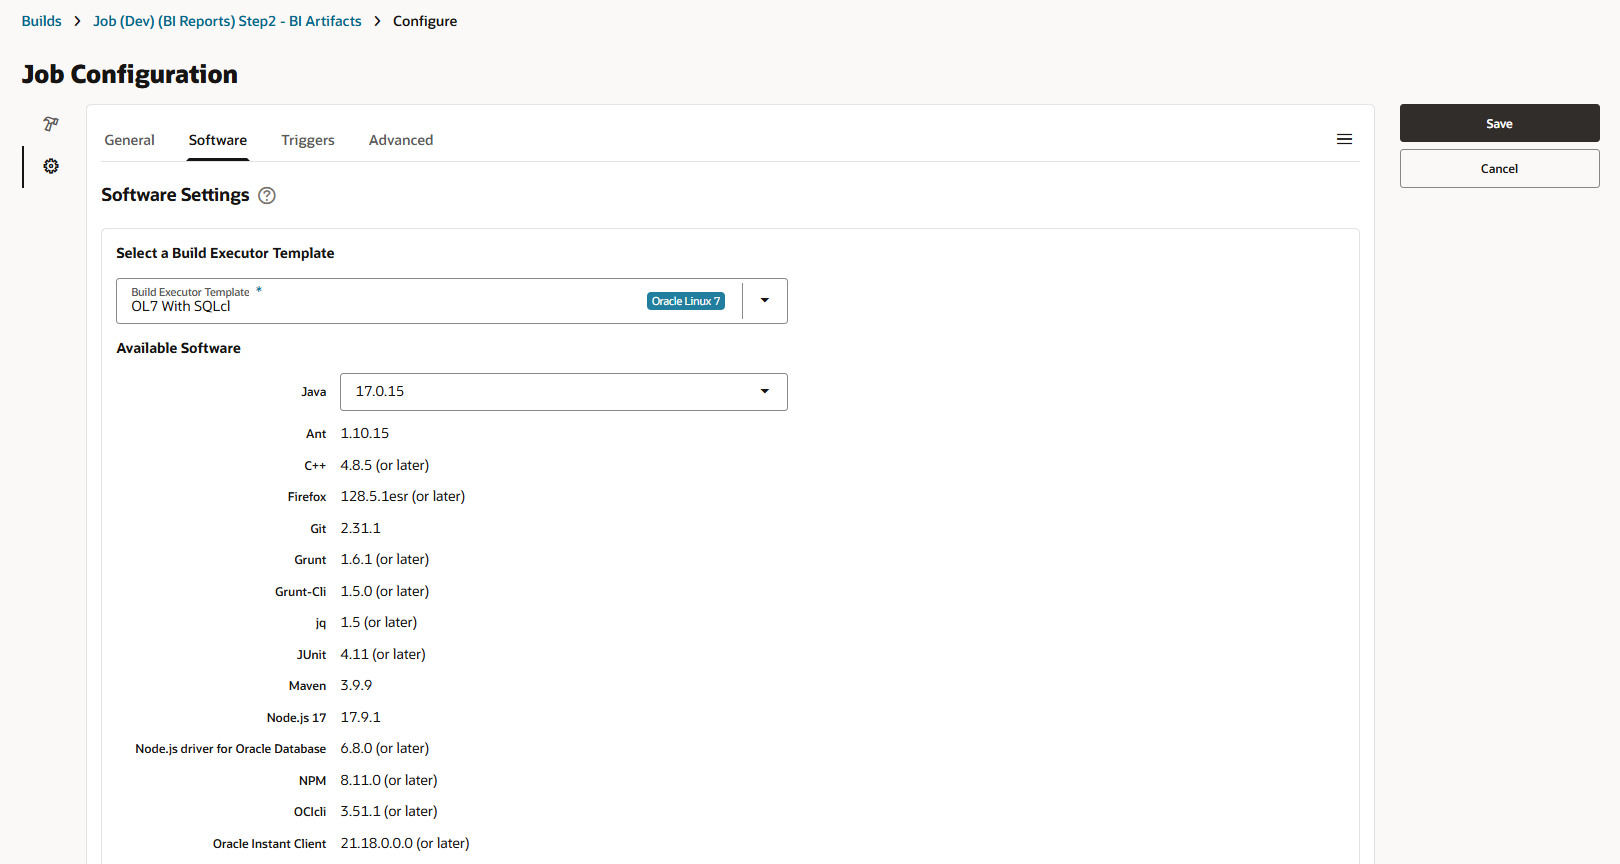 Builds > Job (Dev) (BI Reports) Step2 - BI Artifacts > Configure
Job Configuration
General Software Triggers Advanced
Save
Cancel
Software Settings ?
Select a Build Executor Template
Build Executor Template *
OL7 With SQLcl
Oracle Linux 7
Available Software
Java 17.0.15
Ant 1.10.15
C++ 4.8.5 (or later)
Firefox 128.5.1esr (or later)
Git 2.31.1
Grunt 1.6.1 (or later)
Grunt-Cli 1.5.0 (or later)
jq 1.5 (or later)
JUnit 4.11 (or later)
Maven 3.9.9
Node.js 17 17.9.1
Node.js driver for Oracle Database 6.8.0 (or later)
NPM 8.11.0 (or later)
OCIcli 3.51.1 (or later)
Oracle Instant Client 21.18.0.0.0 (or later)